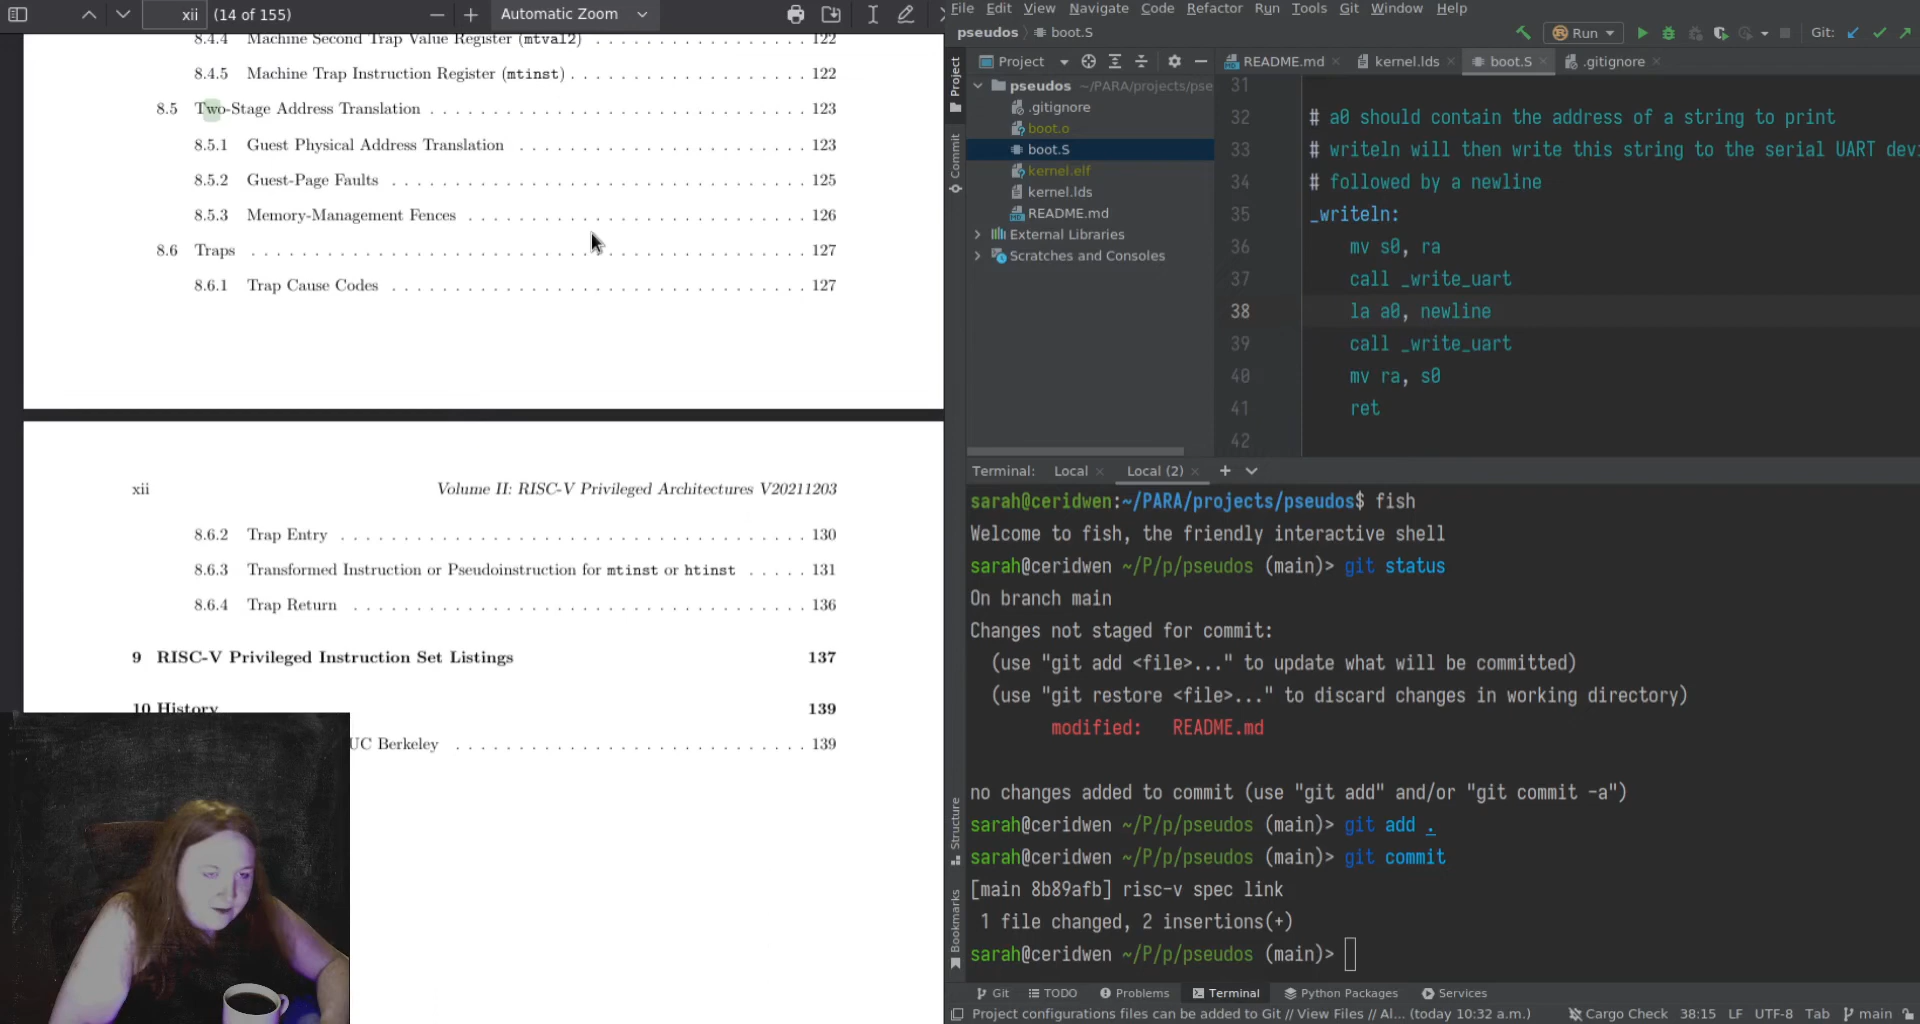 xii (14 of 155) Automatic Zoom
8.4.4 Machine Second Trap Value Register (mtval2) . . . 122
8.4.5 Machine Trap Instruction Register (mtinst) . . . 122
8.5 Two-Stage Address Translation . . . 123
8.5.1 Guest Physical Address Translation . . . 123
8.5.2 Guest-Page Faults . . . 125
8.5.3 Memory-Management Fences . . . 126
8.6 Traps . . . 127
8.6.1 Trap Cause Codes . . . 127
xii Volume II: RISC-V Privileged Architectures V20211203
8.6.2 Trap Entry . . . 130
8.6.3 Transformed Instruction or Pseudoinstruction for mtinst or htinst . . . 131
8.6.4 Trap Return . . . 136
9 RISC-V Privileged Instruction Set Listings 137
10 History 139
UC Berkeley . . . 139
File Edit View Navigate Code Refactor Run Tools Git Window Help
pseudos boot.S Run Git:
Project
Commit
Structure
Bookmarks
Project
pseudos ~/PARA/projects/pse
.gitignore
boot.o
boot.S
kernel.elf
kernel.lds
README.md
External Libraries
Scratches and Consoles
README.md kernel.lds boot.S .gitignore
31
32 # a0 should contain the address of a string to print
33 # writeln will then write this string to the serial UART devi
34 # followed by a newline
35 _writeln:
36 mv s0, ra
37 call _write_uart
38 la a0, newline
39 call _write_uart
40 mv ra, s0
41 ret
42
Terminal: Local Local (2)
sarah@ceridwen:~/PARA/projects/pseudos$ fish
Welcome to fish, the friendly interactive shell
sarah@ceridwen ~/P/p/pseudos (main)> git status
On branch main
Changes not staged for commit:
(use "git add <file>..." to update what will be committed)
(use "git restore <file>..." to discard changes in working directory)
modified: README.md
no changes added to commit (use "git add" and/or "git commit -a")
sarah@ceridwen ~/P/p/pseudos (main)> git add .
sarah@ceridwen ~/P/p/pseudos (main)> git commit
[main 8b89afb] risc-v spec link
1 file changed, 2 insertions(+)
sarah@ceridwen ~/P/p/pseudos (main)>
Git TODO Problems Terminal Python Packages Services
Project configurations files can be added to Git // View Files // Al... (today 10:32 a.m.) Cargo Check 38:15 LF UTF-8 Tab main